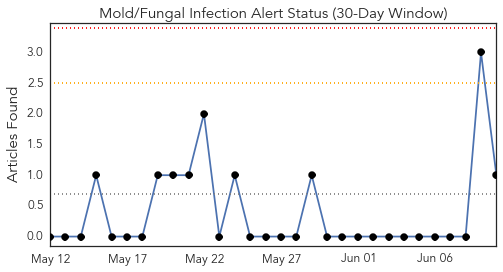 Mold/Fungal Infection Alert Status (30-Day Window)
Articles Found
3.0
2.5
2.0
1.5
1.0
0.5
0.0
May 12 May 17 May 22 May 27 Jun 01 Jun 06